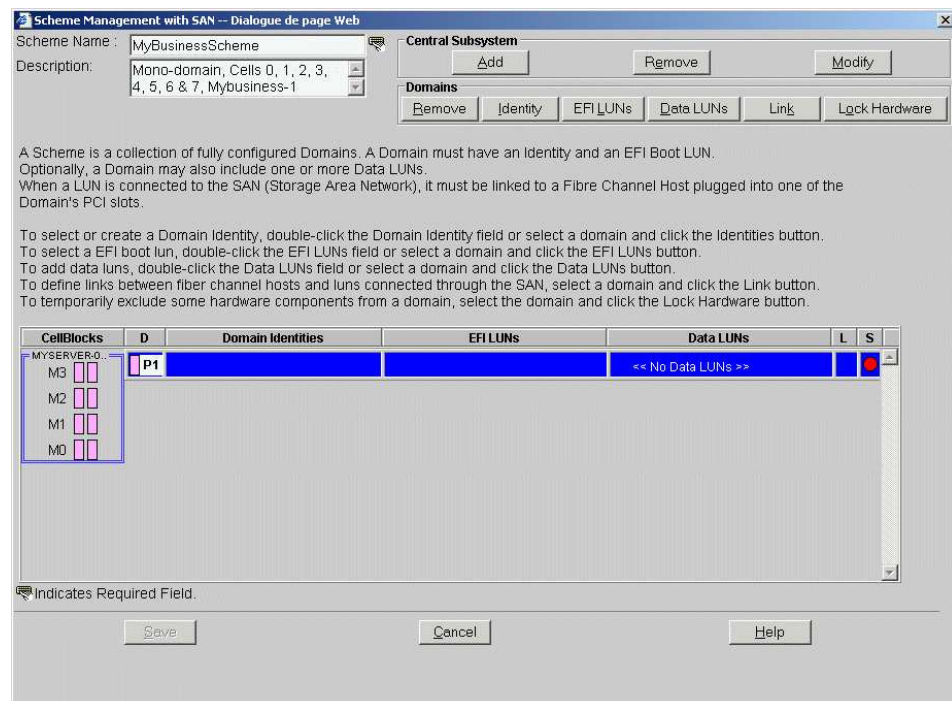 Scheme Management with SAN -- Dialogue de page Web
Scheme Name :
MyBusinessScheme
Description:
Mono-domain, Cells 0, 1, 2, 3,
4, 5, 6 & 7, Mybusiness-1
Central Subsystem
Add Remove Modify
Domains
Remove Identity EFI LUNs Data LUNs Link Lock Hardware
A Scheme is a collection of fully configured Domains. A Domain must have an Identity and an EFI Boot LUN.
Optionally, a Domain may also include one or more Data LUNs.
When a LUN is connected to the SAN (Storage Area Network), it must be linked to a Fibre Channel Host plugged into one of the
Domain's PCI slots.
To select or create a Domain Identity, double-click the Domain Identity field or select a domain and click the Identities button.
To select a EFI boot lun, double-click the EFI LUNs field or select a domain and click the EFI LUNs button.
To add data luns, double-click the Data LUNs field or select a domain and click the Data LUNs button.
To define links between fiber channel hosts and luns connected through the SAN, select a domain and click the Link button.
To temporarily exclude some hardware components from a domain, select the domain and click the Lock Hardware button.
CellBlocks D Domain Identities EFI LUNs Data LUNs L S
MYSERVER-0..
P1 << No Data LUNs >>
M3
M2
M1
M0
Indicates Required Field.
Save Cancel Help